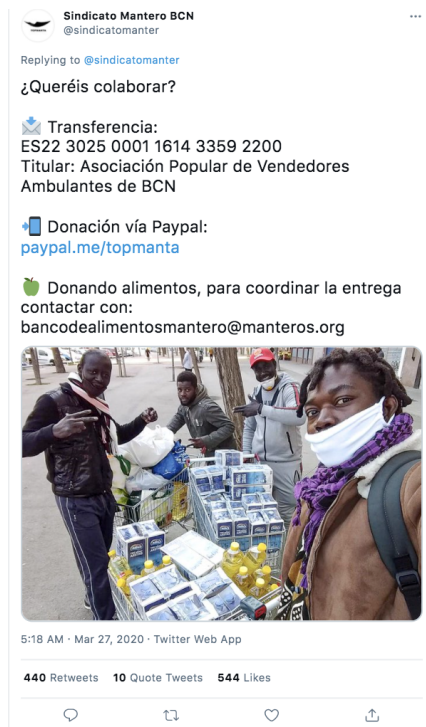 Sindicato Mantero BCN
@sindicatomanter
Replying to @sindicatomanter
¿Queréis colaborar?
📩 Transferencia:
ES22 3025 0001 1614 3359 2200
Titular: Asociación Popular de Vendedores
Ambulantes de BCN
📲 Donación vía Paypal:
paypal.me/topmanta
🍏 Donando alimentos, para coordinar la entrega
contactar con:
bancodealimentosmantero@manteros.org
5:18 AM · Mar 27, 2020 · Twitter Web App
440 Retweets 10 Quote Tweets 544 Likes